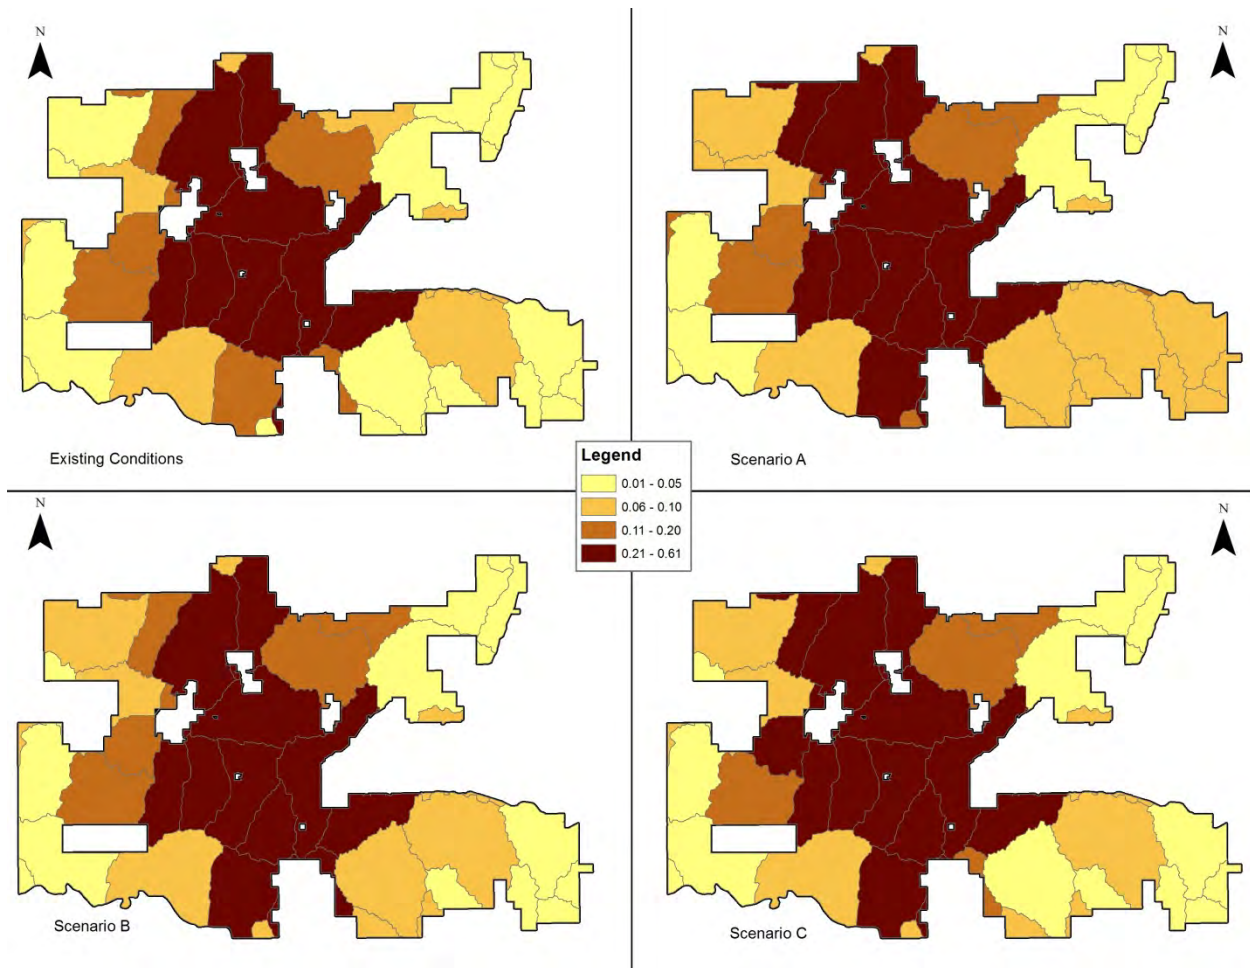 N
N
Existing Conditions
Scenario A
Legend
0.01 - 0.05
0.06 - 0.10
0.11 - 0.20
0.21 - 0.61
N
N
Scenario B
Scenario C